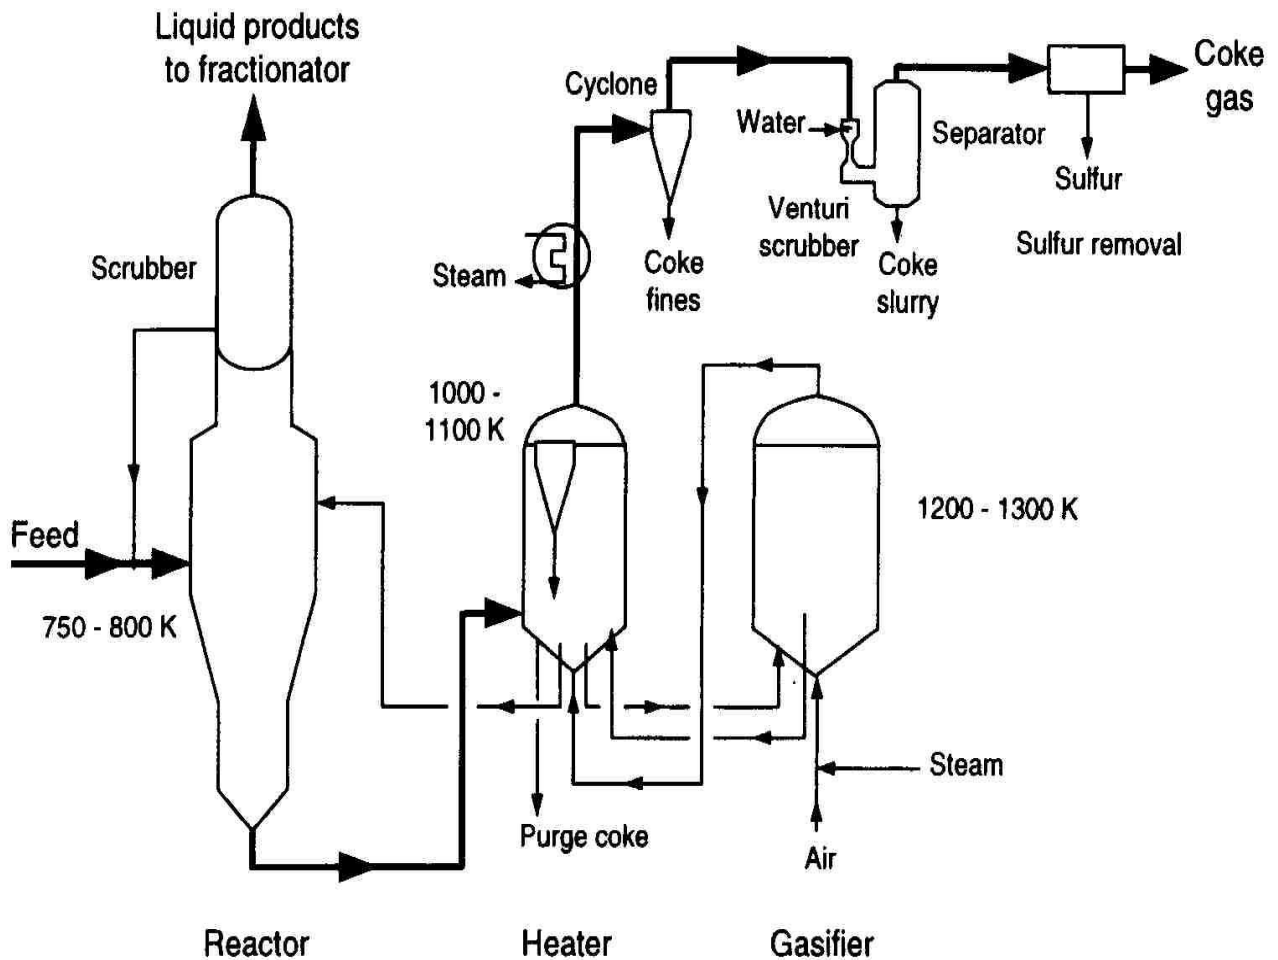 Liquid products
to fractionator
Coke
gas
Cyclone
Water
Separator
Sulfur
Venturi
scrubber
Sulfur removal
Scrubber
Steam
Coke
fines
Coke
slurry
1000 -
1100 K
1200 - 1300 K
Feed
750 - 800 K
Steam
Purge coke
Air
Reactor
Heater
Gasifier